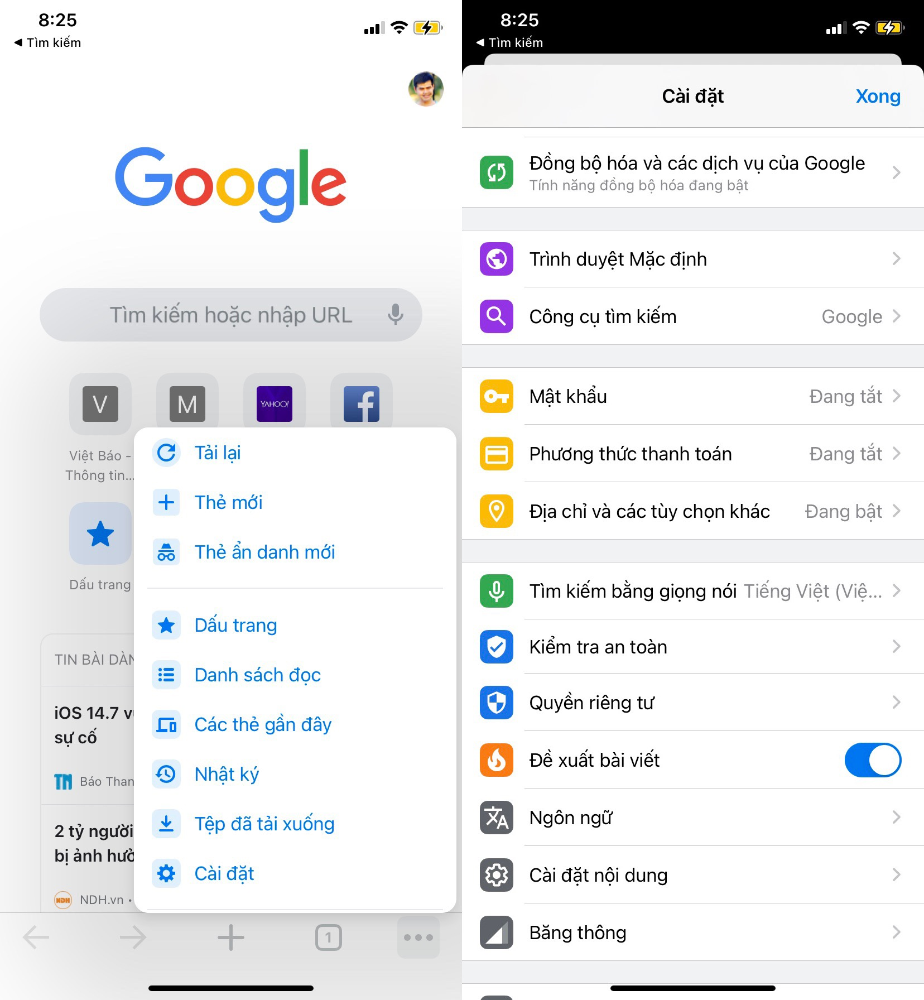 8:25
Tìm kiếm
Google
Tìm kiếm hoặc nhập URL
V
M
YAHOO!
f
Việt Báo -
Thông tin...
Dấu trang
TIN BÀI DÀN
iOS 14.7
sự cố
TN Báo Than
2 tỷ người
bị ảnh hưở
NDH NDH.vn •
Tải lại
Thẻ mới
Thẻ ẩn danh mới
Dấu trang
Danh sách đọc
Các thẻ gần đây
Nhật ký
Tệp đã tải xuống
Cài đặt
1
8:25
Tìm kiếm
Cài đặt
Xong
Đồng bộ hóa và các dịch vụ của Google
Tính năng đồng bộ hóa đang bật
Trình duyệt Mặc định
Công cụ tìm kiếm Google
Mật khẩu Đang tắt
Phương thức thanh toán Đang tắt
Địa chỉ và các tùy chọn khác Đang bật
Tìm kiếm bằng giọng nói Tiếng Việt (Việ...
Kiểm tra an toàn
Quyền riêng tư
Đề xuất bài viết
Ngôn ngữ
Cài đặt nội dung
Băng thông